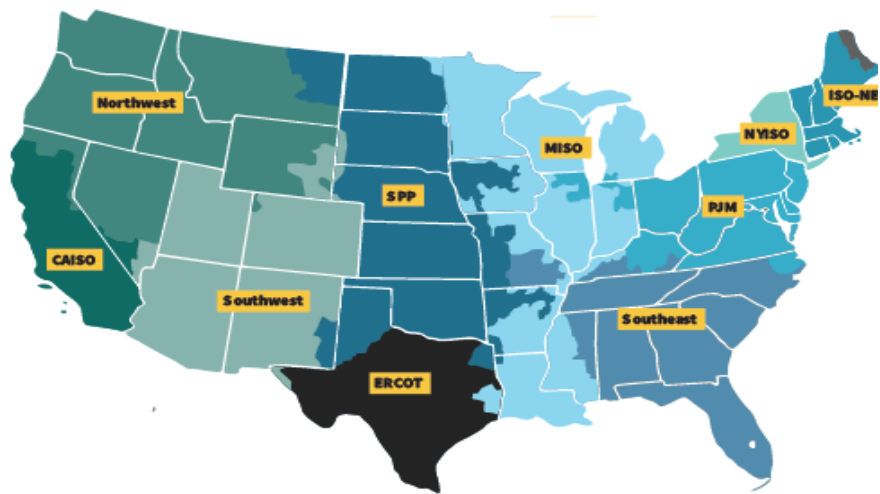 Northwest
ISO-NE
NYISO
MISO
SPP
PJM
CAISO
Southwest
Southeast
ERCOT